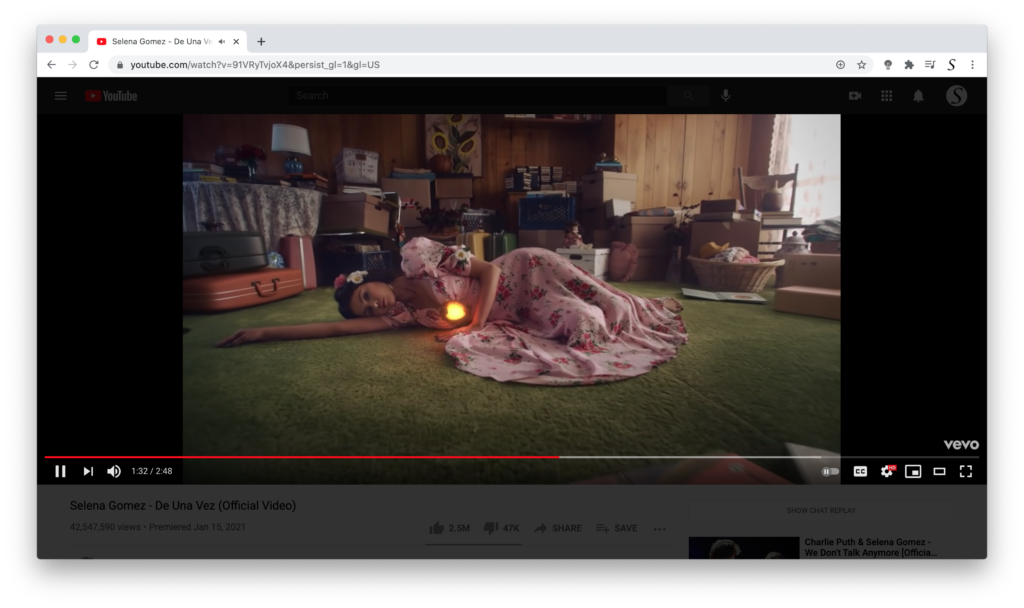 Selena Gomez - De Una Ve
youtube.com/watch?v=91VRyTvjoX4&persist_gl=1&gl=US
YouTube
Search
vevo
1:32 / 2:48
CC
HD
Selena Gomez - De Una Vez (Official Video)
42,547,590 views • Premiered Jan 15, 2021
2.5M
47K
SHARE
SAVE
SHOW CHAT REPLAY
Charlie Puth & Selena Gomez -
We Don't Talk Anymore [Officia...